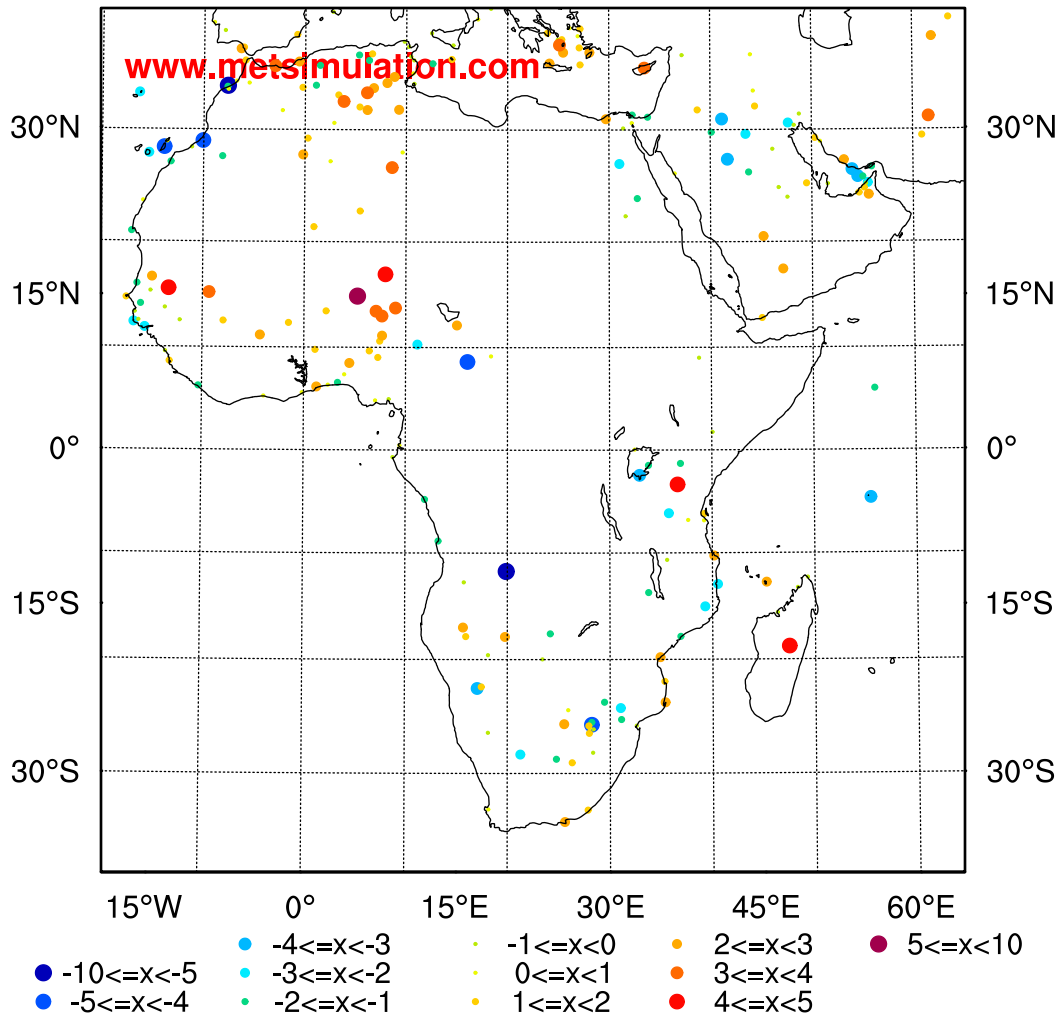 www.metsimulation.com
30°N 30°N
15°N 15°N
0° 0°
15°S 15°S
30°S 30°S
15°W 0° 15°E 30°E 45°E 60°E
-4<=x<-3 -1<=x<0 2<=x<3 5<=x<10
-10<=x<-5 -3<=x<-2 0<=x<1 3<=x<4
-5<=x<-4 -2<=x<-1 1<=x<2 4<=x<5